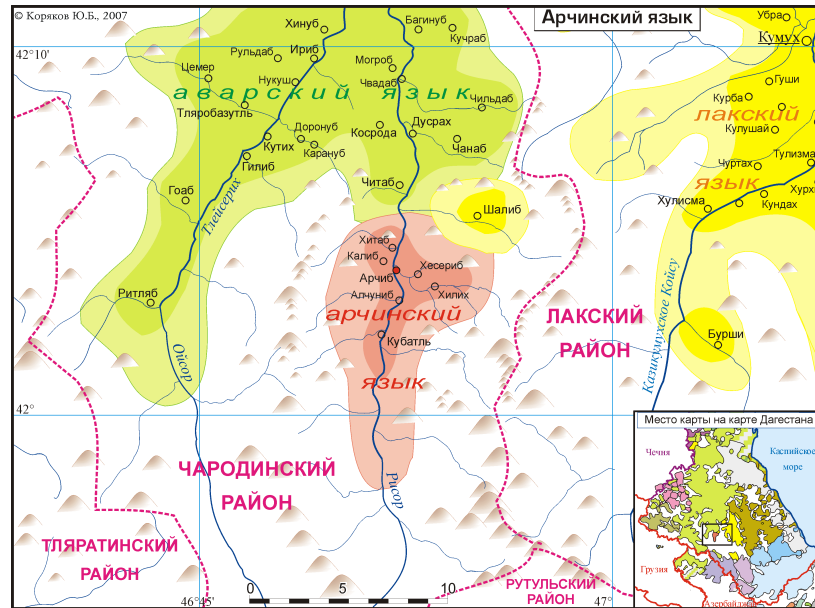 © Коряков Ю.Б., 2007
Арчинский язык
42°10'
Хинуб
Багинуб
Кучраб
Убра
Кумух
Рульдаб
Ириб
Цемер
Могроб
Нукуш
Чвадаб
Гуши
аварский язык
Курба
Чильдаб
лакский
Тляробазутль
Доронуб
Косрода
Дусрах
Кулушай
Кутих
Карануб
Чанаб
Гилиб
Чуртах
Тулизма
Читаб
язык
Гоаб
Тлейсерих
Шалиб
Хулисма
Кундах
Хурх
Хитаб
Калиб
Хесериб
Арчиб
Ритляб
Алчуниб
Хилих
арчинский
ЛАКСКИЙ
РАЙОН
Казикумухское Койсу
Кубатль
Бурши
Ойсор
язык
42°
Место карты на карте Дагестана
Чечня
Каспийское
море
ЧАРОДИНСКИЙ
РАЙОН
Рисор
ТЛЯРАТИНСКИЙ
РАЙОН
Грузия
РУТУЛЬСКИЙ
РАЙОН
46°45'
0 5 10
47°
Азербайджан